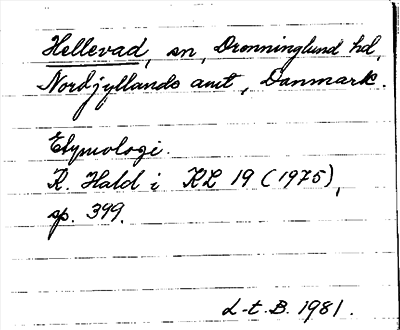 Hellevad, sn, Dronninglund hd,
Nordjyllands amt, Danmark.
Etymologi.
K. Hald i KL 19 (1975),
sp. 399.
L-t.B. 1981.